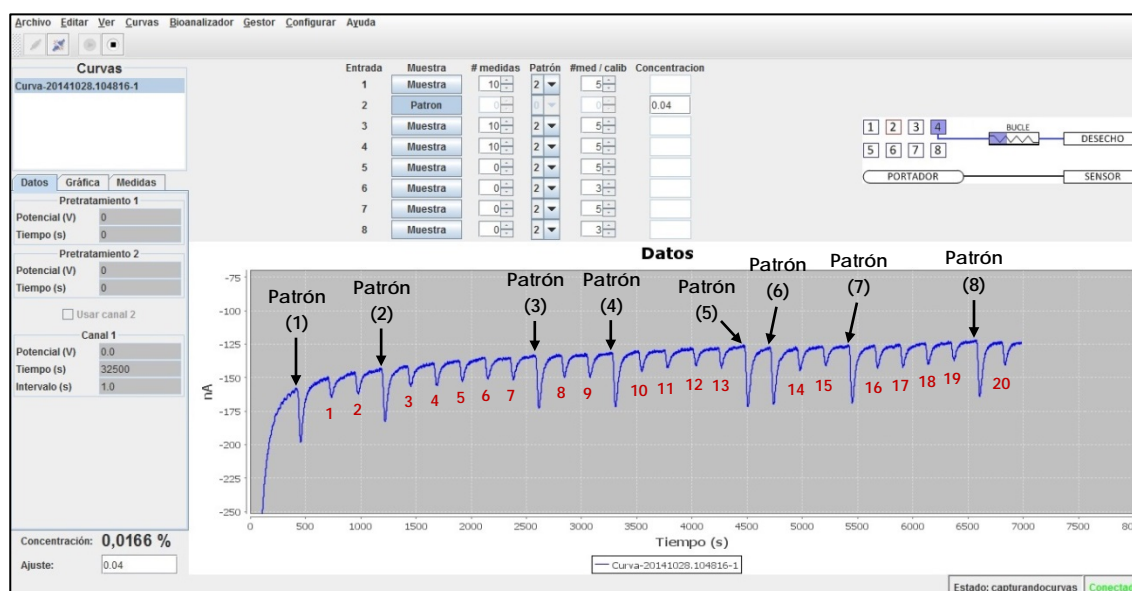 Archivo Editar Ver Curvas Bioanalizador Gestor Configurar Ayuda
Curvas
Curva-20141028.104816-1
Entrada Muestra # medidas Patrón #med / calib Concentracion
1 Muestra 10 2 5
2 Patron 0 0 0 0.04
3 Muestra 10 2 5
4 Muestra 10 2 5
5 Muestra 0 2 5
6 Muestra 0 2 3
7 Muestra 0 2 5
8 Muestra 0 2 3
1 2 3 4
5 6 7 8
BUCLE
DESECHO
PORTADOR
SENSOR
Datos Gráfica Medidas
Pretratamiento 1
Potencial (V) 0
Tiempo (s) 0
Pretratamiento 2
Potencial (V) 0
Tiempo (s) 0
Usar canal 2
Canal 1
Potencial (V) 0.0
Tiempo (s) 32500
Intervalo (s) 1.0
Concentración: 0,0166 %
Ajuste: 0.04
Datos
Patrón
(1)
Patrón
(2)
Patrón
(3)
Patrón
(4)
Patrón
(5)
Patrón
(6)
Patrón
(7)
Patrón
(8)
-75
-100
-125
-150
-175
-200
-225
-250
nA
1 2 3 4 5 6 7 8 9 10 11 12 13 14 15 16 17 18 19 20
0 500 1000 1500 2000 2500 3000 3500 4000 4500 5000 5500 6000 6500 7000 7500 800
Tiempo (s)
Curva-20141028.104816-1
Estado: capturandocurvas Conectad